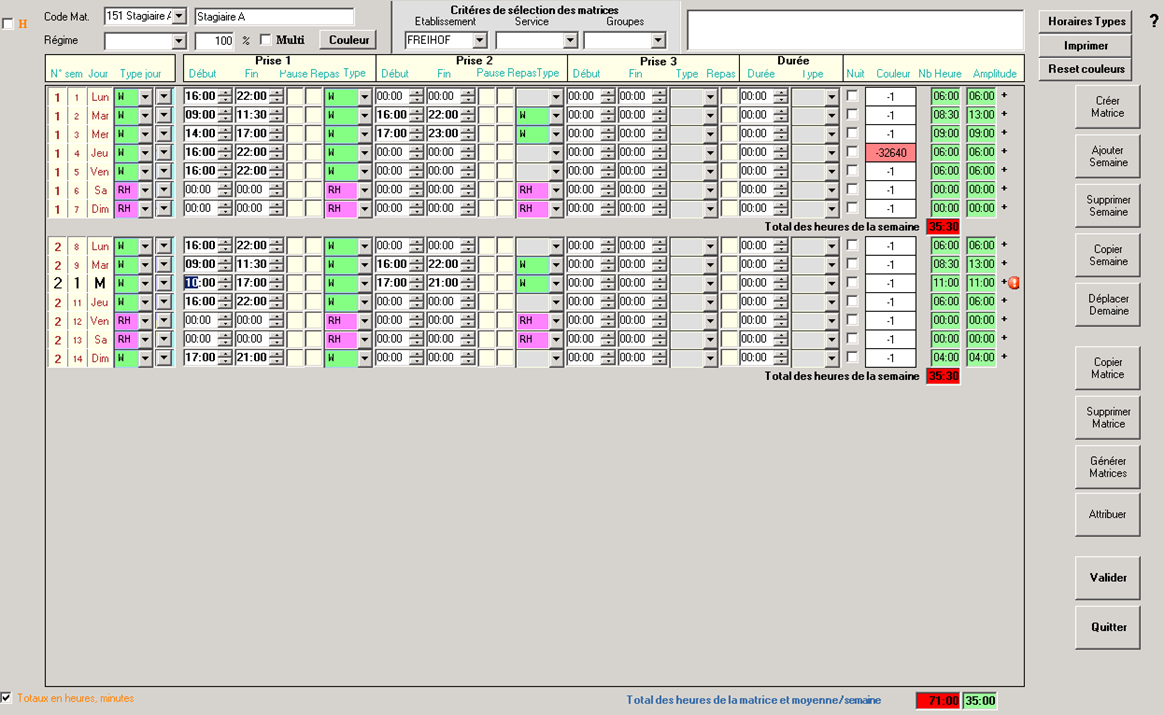 H Code Mat. 151 Stagiaire A Stagiaire A
Régime 100 % Multi Couleur
Critéres de sélection des matrices
Etablissement Service Groupes
FREIHOF
Horaires Types ?
Imprimer
Reset couleurs
Prise 1 Prise 2 Prise 3 Durée
N° sem Jour Type jour Début Fin Pause Repas Type Début Fin Pause Repas Type Début Fin Type Repas Durée Type Nuit Couleur Nb Heure Amplitude
1 1 Lun W 16:00 22:00 W 00:00 00:00 00:00 00:00 00:00 -1 06:00 06:00 +
1 2 Mar W 09:00 11:30 W 16:00 22:00 W 00:00 00:00 00:00 -1 08:30 13:00 +
1 3 Mer W 14:00 17:00 W 17:00 23:00 W 00:00 00:00 00:00 -1 09:00 09:00 +
1 4 Jeu W 16:00 22:00 W 00:00 00:00 00:00 00:00 00:00 -32640 06:00 06:00 +
1 5 Ven W 16:00 22:00 W 00:00 00:00 00:00 00:00 00:00 -1 06:00 06:00 +
1 6 Sa RH 00:00 00:00 RH 00:00 00:00 RH 00:00 00:00 00:00 -1 00:00 00:00 +
1 7 Dim RH 00:00 00:00 RH 00:00 00:00 RH 00:00 00:00 00:00 -1 00:00 00:00 +
Total des heures de la semaine 35:30
2 8 Lun W 16:00 22:00 W 00:00 00:00 00:00 00:00 00:00 -1 06:00 06:00 +
2 9 Mar W 09:00 11:30 W 16:00 22:00 W 00:00 00:00 00:00 -1 08:30 13:00 +
2 1 M W 10:00 17:00 W 17:00 21:00 W 00:00 00:00 00:00 -1 11:00 11:00 + !
2 11 Jeu W 16:00 22:00 W 00:00 00:00 00:00 00:00 00:00 -1 06:00 06:00 +
2 12 Ven RH 00:00 00:00 RH 00:00 00:00 RH 00:00 00:00 00:00 -1 00:00 00:00 +
2 13 Sa RH 00:00 00:00 RH 00:00 00:00 RH 00:00 00:00 00:00 -1 00:00 00:00 +
2 14 Dim W 17:00 21:00 W 00:00 00:00 00:00 00:00 00:00 -1 04:00 04:00 +
Total des heures de la semaine 35:30
Créer
Matrice
Ajouter
Semaine
Supprimer
Semaine
Copier
Semaine
Déplacer
Demaine
Copier
Matrice
Supprimer
Matrice
Générer
Matrices
Attribuer
Valider
Quitter
Totaux en heures, minutes
Total des heures de la matrice et moyenne/semaine 71:00 35:00